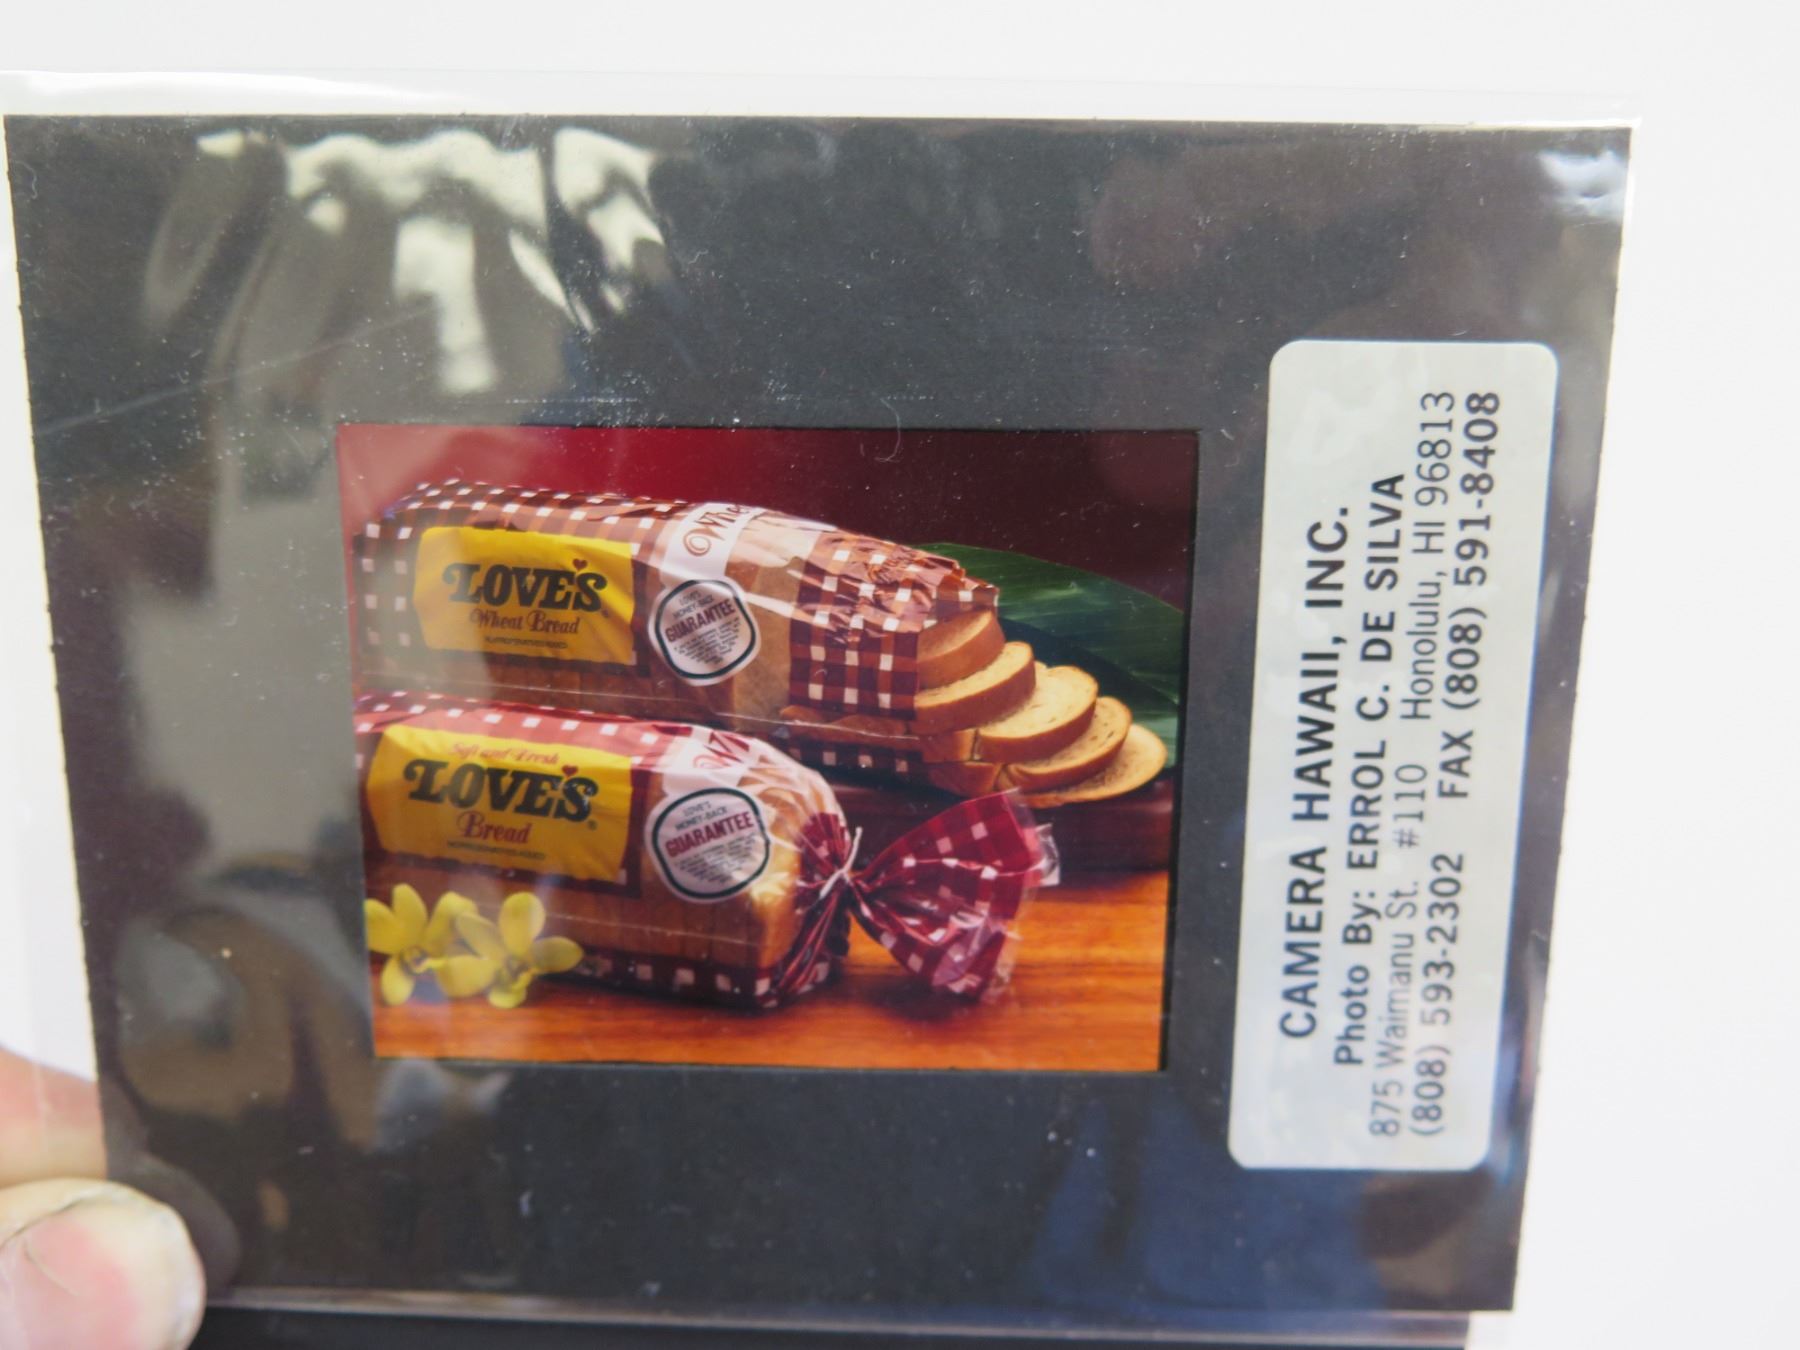 LOVE'S
Wheat Bread
LOVE'S
MONEY-BACK
GUARANTEE
Soft and Fresh
LOVE'S
Bread
LOVE'S
MONEY-BACK
GUARANTEE
CAMERA HAWAII, INC.
Photo By: ERROL C. DE SILVA
875 Waimanu St. #110 Honolulu, HI 96813
(808) 593-2302 FAX (808) 591-8408